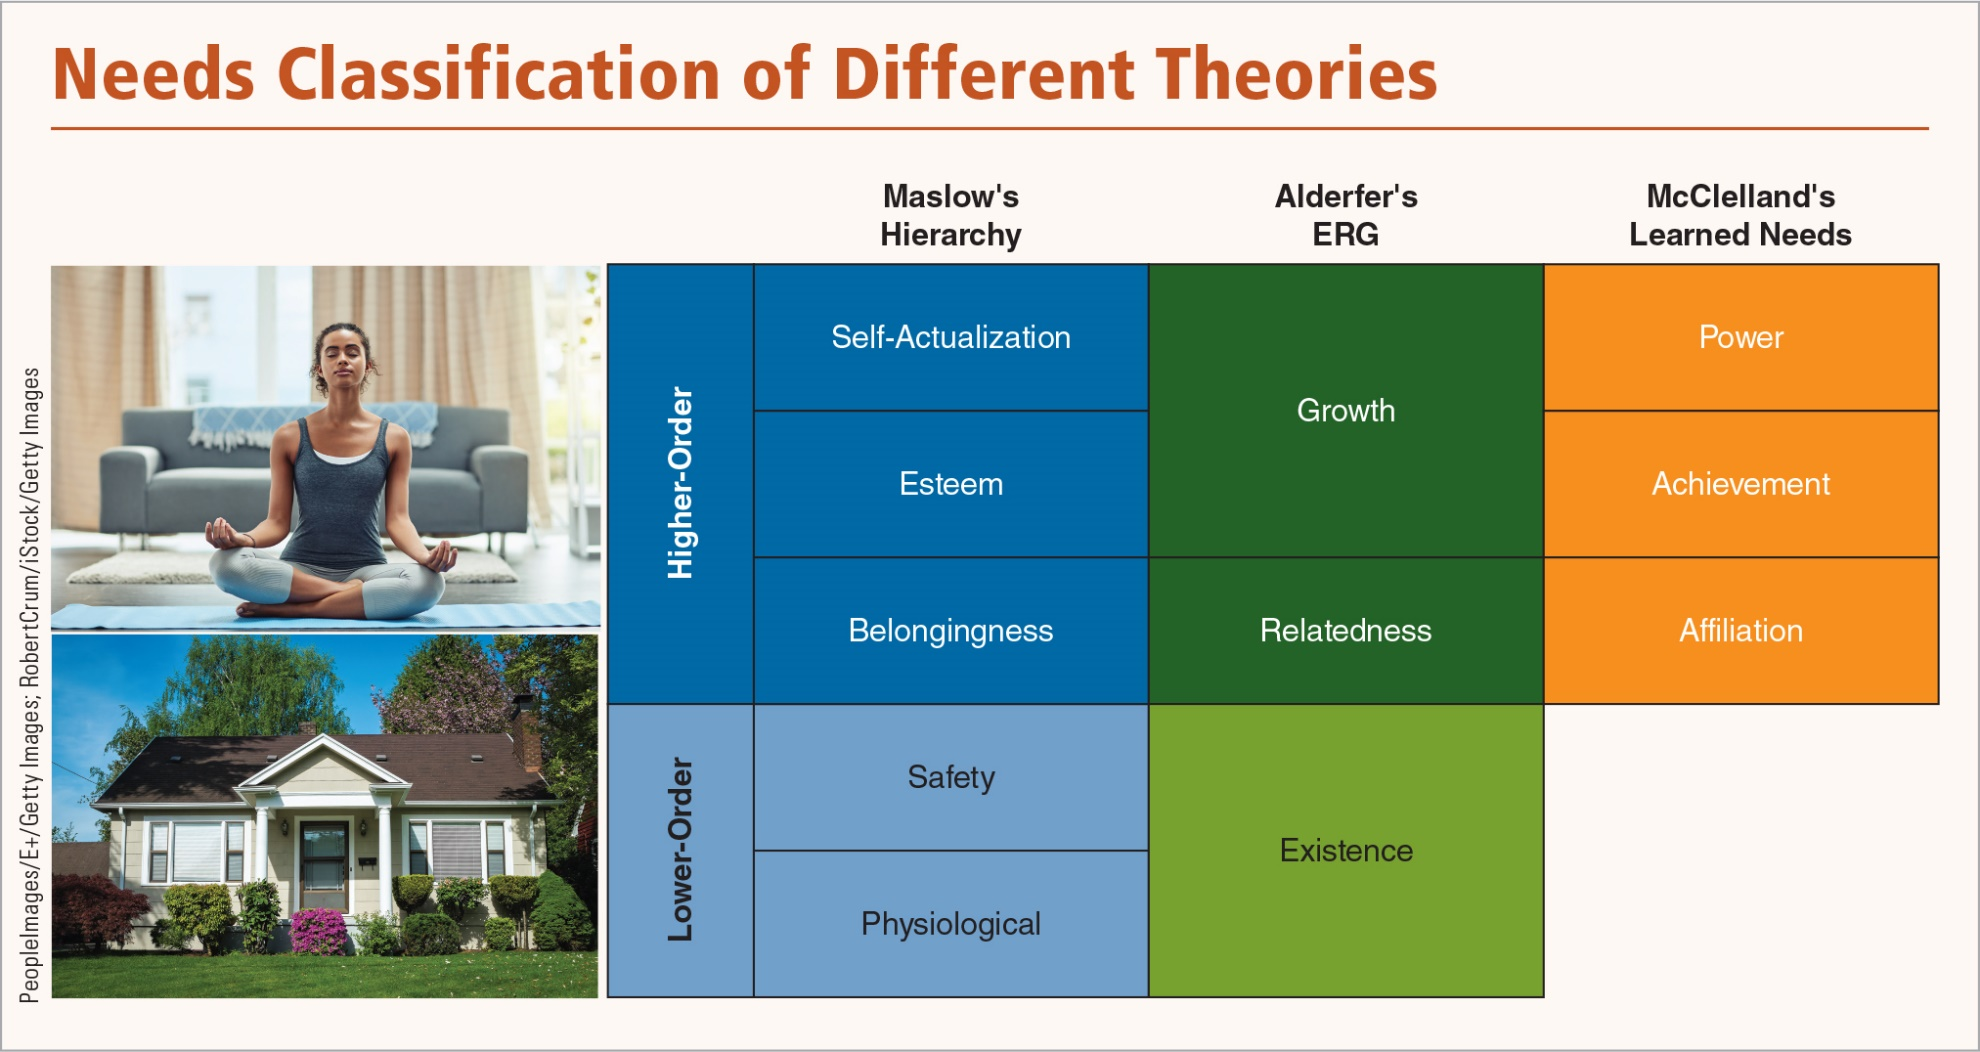 Needs Classification of Different Theories
Maslow's
Hierarchy
Alderfer's
ERG
McClelland's
Learned Needs
Higher-Order
Self-Actualization
Growth
Power
Esteem
Achievement
Belongingness
Relatedness
Affiliation
Lower-Order
Safety
Existence
Physiological
PeopleImages/E+/Getty Images; RobertCrum/iStock/Getty Images